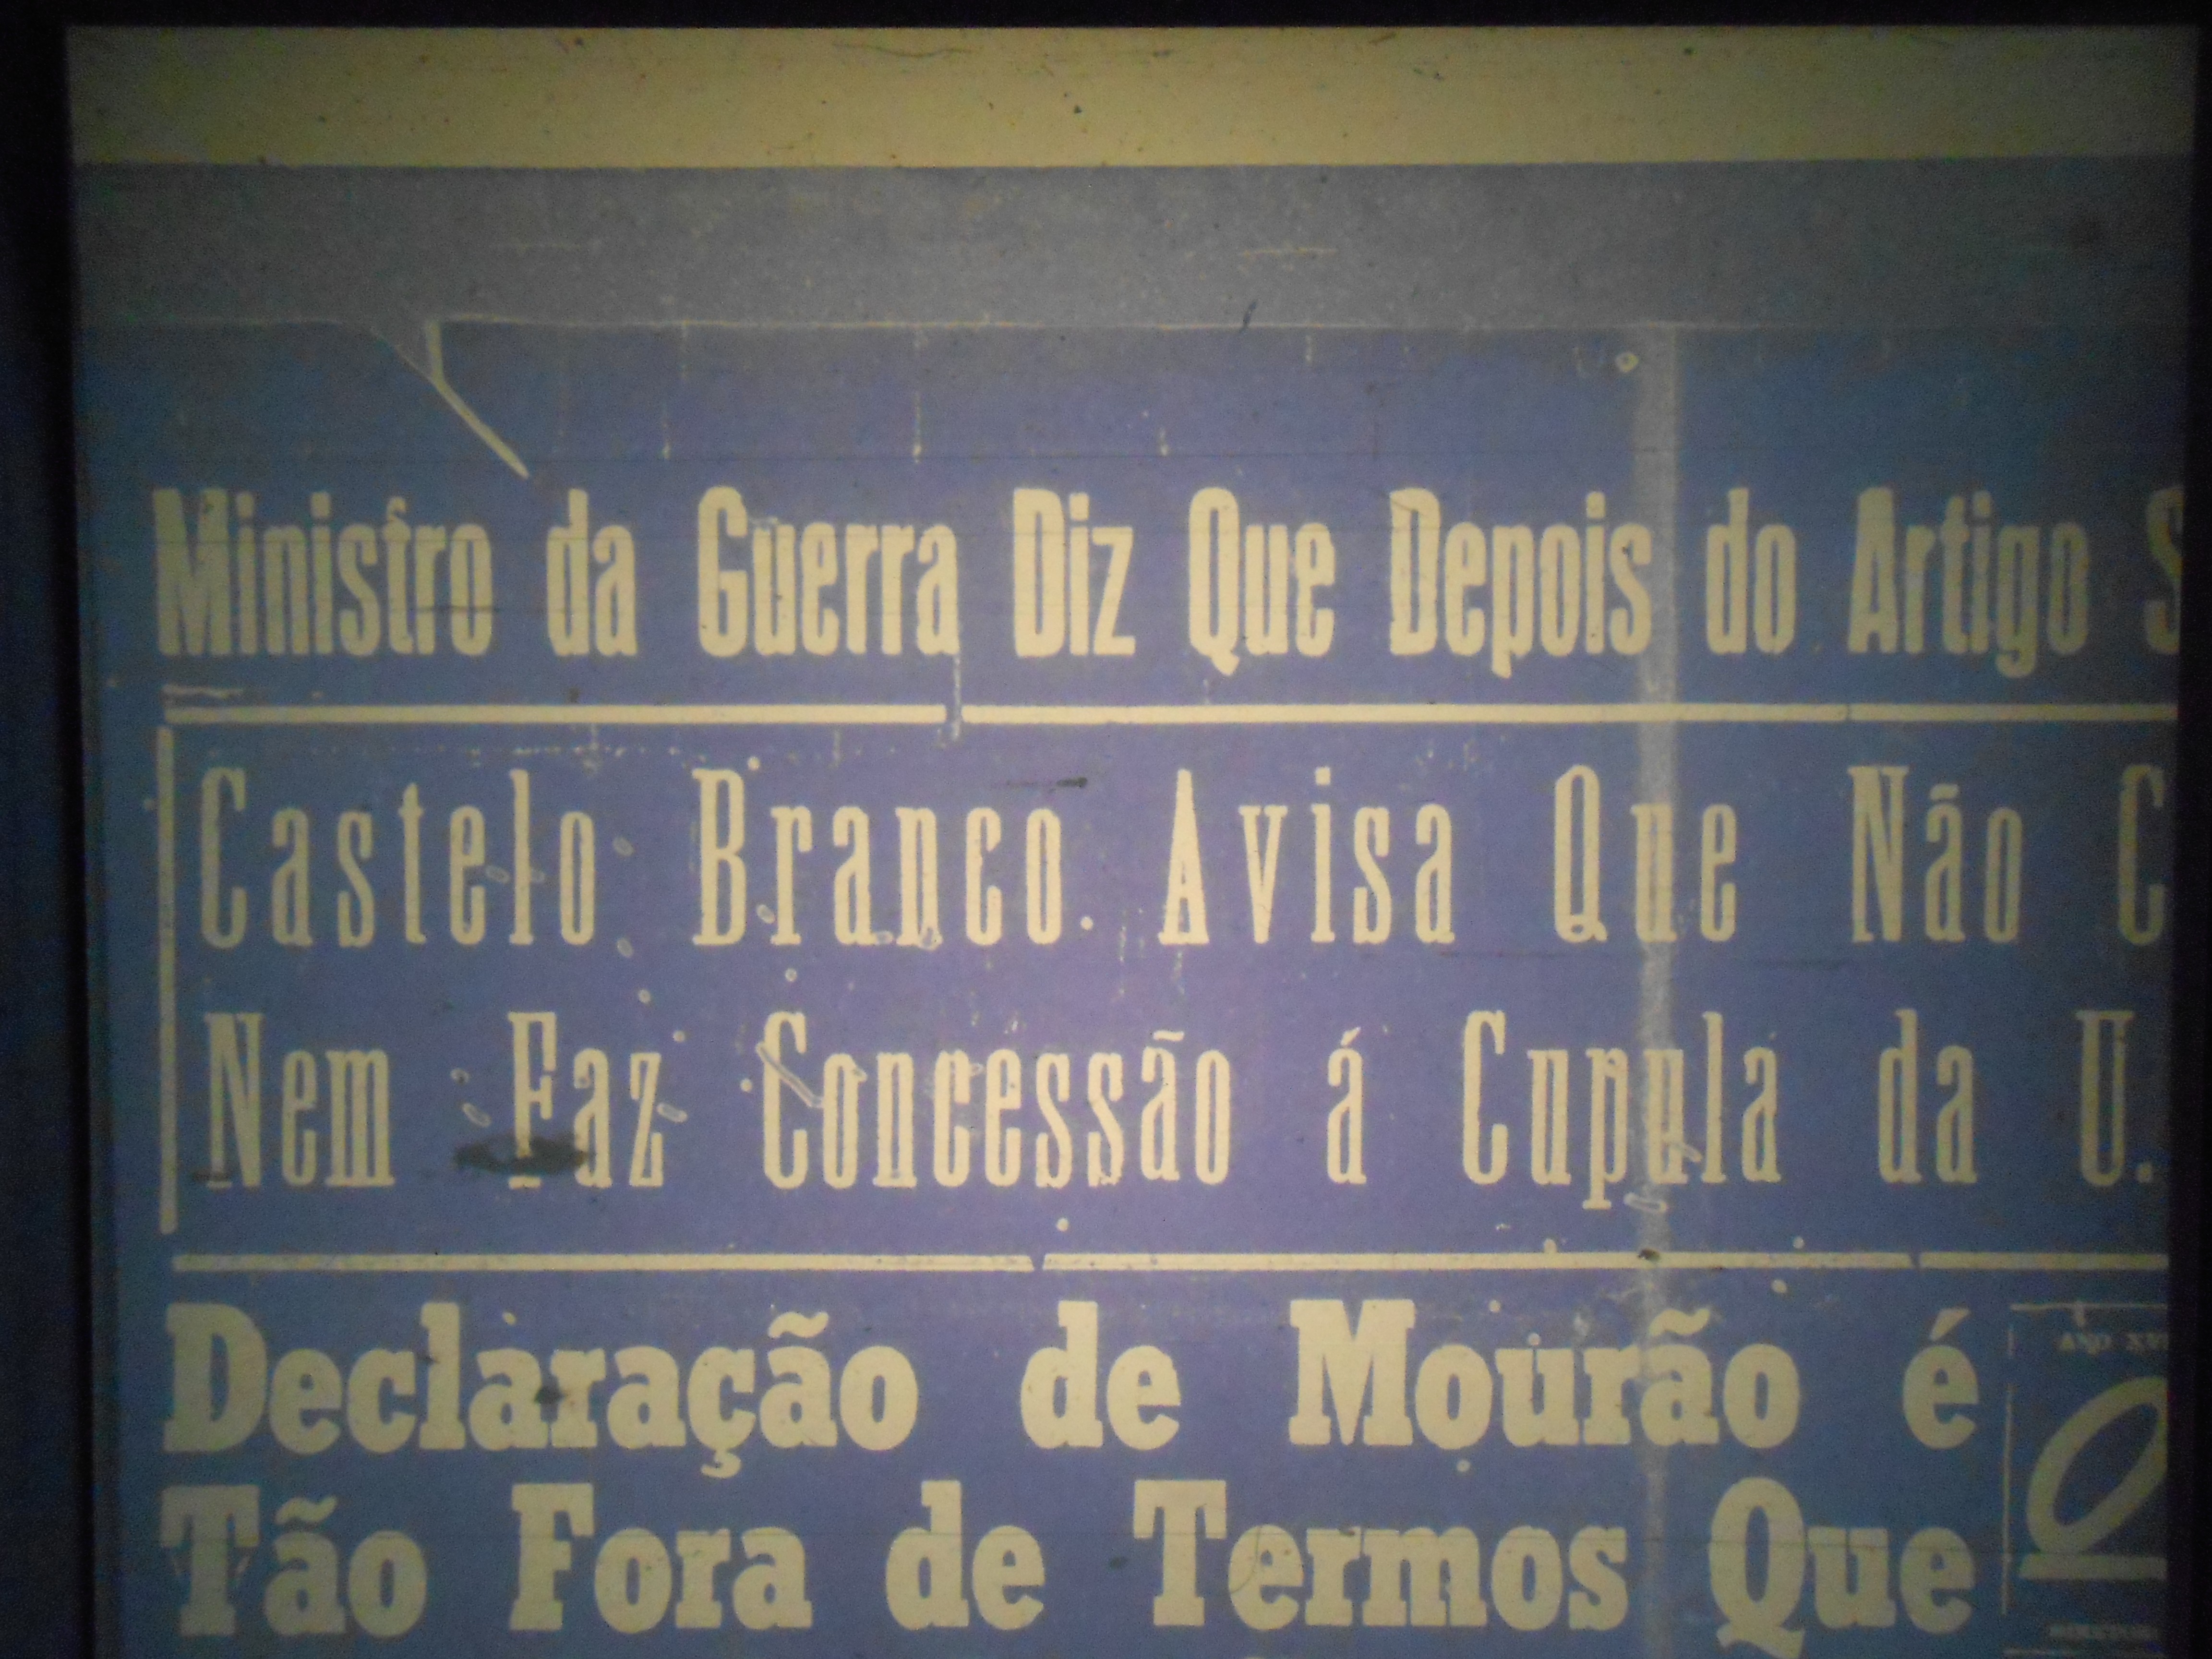 Ministro da Guerra Diz Que Depois do Artigo
Castelo Branco Avisa Que Não
Nem Faz Concessão á Cupula da U.
Declaração de Mourão é
Tão Fora de Termos Que
ANO